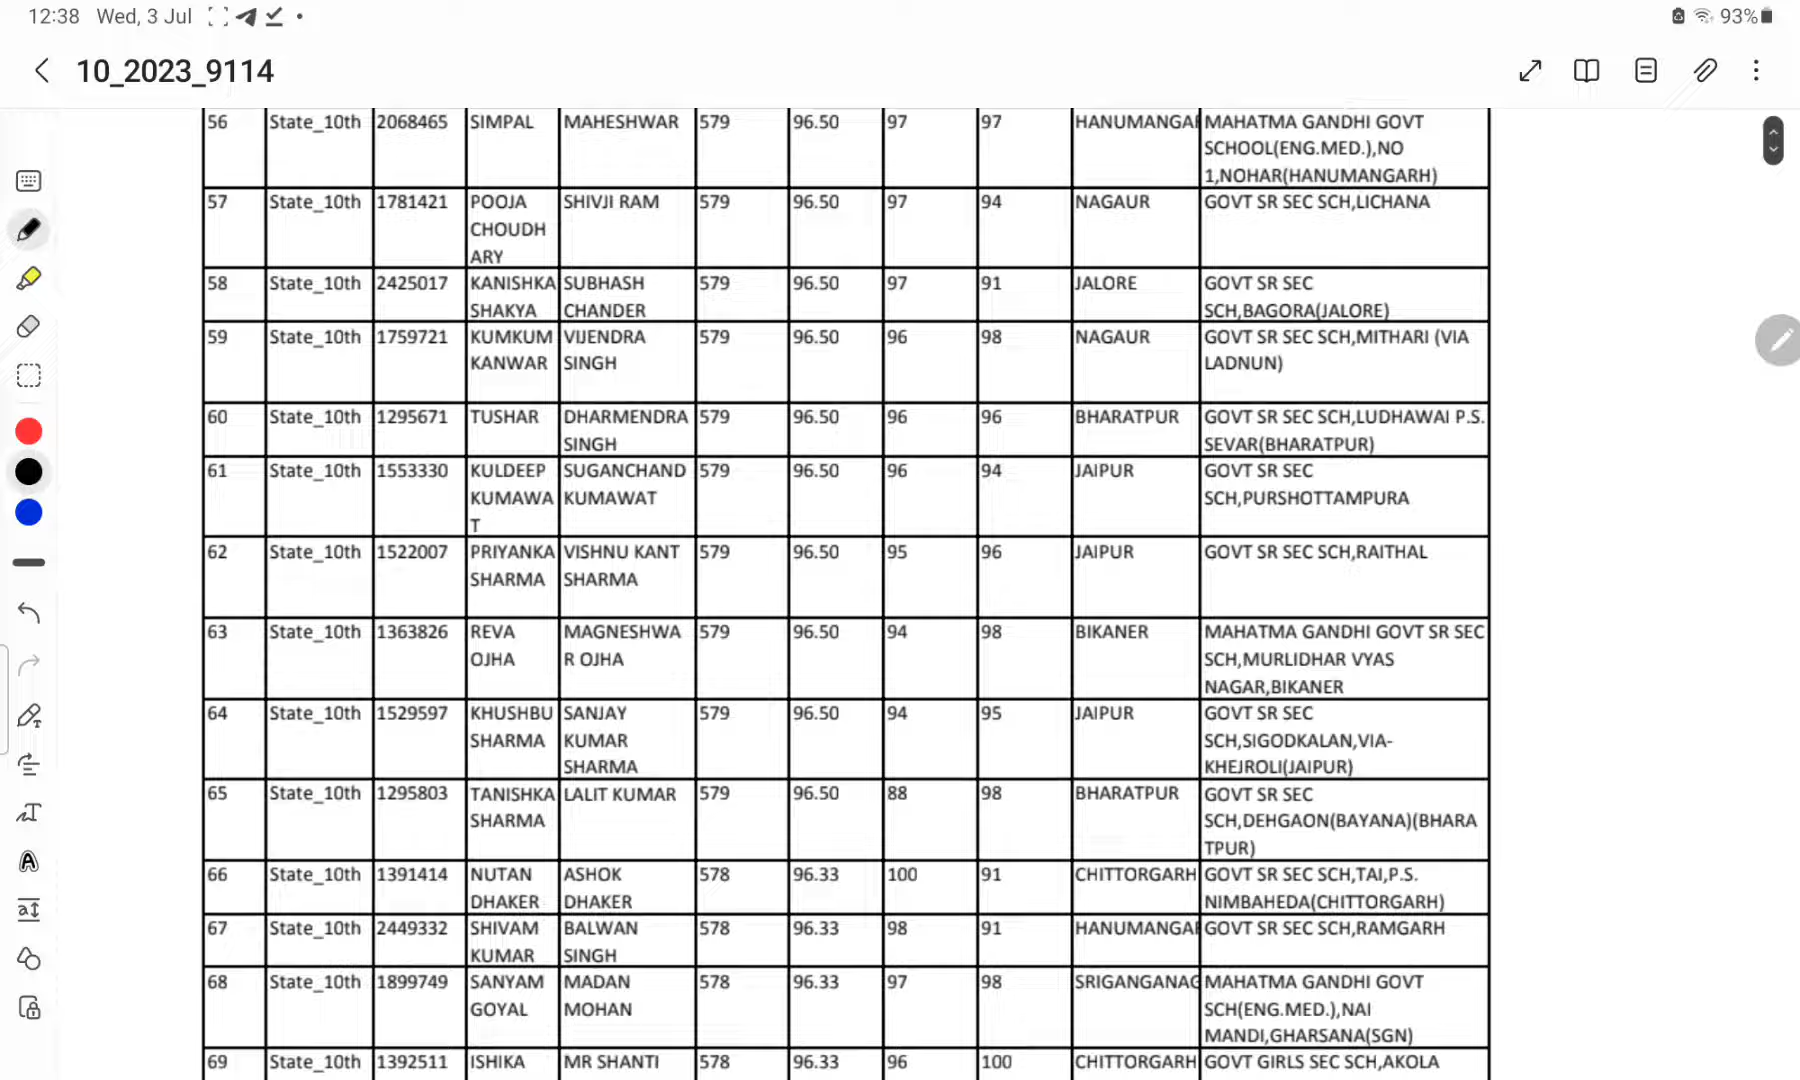 12:38 Wed, 3 Jul 93%
10_2023_9114
56 State_10th 2068465 SIMPAL MAHESHWAR 579 96.50 97 97 HANUMANGA MAHATMA GANDHI GOVT
SCHOOL(ENG.MED.),NO
1,NOHAR(HANUMANGARH)
57 State_10th 1781421 POOJA SHIVJI RAM 579 96.50 97 94 NAGAUR GOVT SR SEC SCH,LICHANA
CHOUDH
ARY
58 State_10th 2425017 KANISHKA SUBHASH 579 96.50 97 91 JALORE GOVT SR SEC
SHAKYA CHANDER SCH,BAGORA(JALORE)
59 State_10th 1759721 KUMKUM VIJENDRA 579 96.50 96 98 NAGAUR GOVT SR SEC SCH,MITHARI (VIA
KANWAR SINGH LADNUN)
60 State_10th 1295671 TUSHAR DHARMENDRA 579 96.50 96 96 BHARATPUR GOVT SR SEC SCH,LUDHAWAI P.S.
SINGH SEVAR(BHARATPUR)
61 State_10th 1553330 KULDEEP SUGANCHAND 579 96.50 96 94 JAIPUR GOVT SR SEC
KUMAWA KUMAWAT SCH,PURSHOTTAMPURA
T
62 State_10th 1522007 PRIYANKA VISHNU KANT 579 96.50 95 96 JAIPUR GOVT SR SEC SCH,RAITHAL
SHARMA SHARMA
63 State_10th 1363826 REVA MAGNESHWA 579 96.50 94 98 BIKANER MAHATMA GANDHI GOVT SR SEC
OJHA R OJHA SCH,MURLIDHAR VYAS
NAGAR,BIKANER
64 State_10th 1529597 KHUSHBU SANJAY 579 96.50 94 95 JAIPUR GOVT SR SEC
SHARMA KUMAR SCH,SIGODKALAN,VIA-
SHARMA KHEJROLI(JAIPUR)
65 State_10th 1295803 TANISHKA LALIT KUMAR 579 96.50 88 98 BHARATPUR GOVT SR SEC
SHARMA SCH,DEHGAON(BAYANA)(BHARA
TPUR)
66 State_10th 1391414 NUTAN ASHOK 578 96.33 100 91 CHITTORGARH GOVT SR SEC SCH,TAI,P.S.
DHAKER DHAKER NIMBAHEDA(CHITTORGARH)
67 State_10th 2449332 SHIVAM BALWAN 578 96.33 98 91 HANUMANGA GOVT SR SEC SCH,RAMGARH
KUMAR SINGH
68 State_10th 1899749 SANYAM MADAN 578 96.33 97 98 SRIGANGANAG MAHATMA GANDHI GOVT
GOYAL MOHAN SCH(ENG.MED.),NAI
MANDI,GHARSANA(SGN)
69 State_10th 1392511 ISHIKA MR SHANTI 578 96.33 96 100 CHITTORGARH GOVT GIRLS SEC SCH,AKOLA